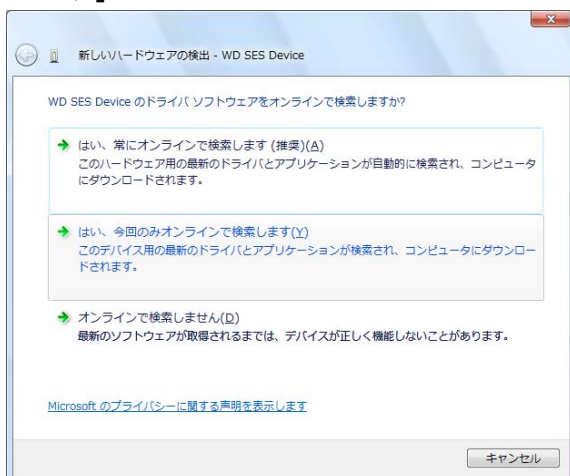 新しいハードウェアの検出 - WD SES Device
WD SES Device のドライバ ソフトウェアをオンラインで検索しますか?
はい、常にオンラインで検索します (推奨)(A)
このハードウェア用の最新のドライバとアプリケーションが自動的に検索され、コンピュータ
にダウンロードされます。
はい、今回のみオンラインで検索します(Y)
このデバイス用の最新のドライバとアプリケーションが検索され、コンピュータにダウンロー
ドされます。
オンラインで検索しません(D)
最新のソフトウェアが取得されるまでは、デバイスが正しく機能しないことがあります。
Microsoft のプライバシーに関する声明を表示します
キャンセル